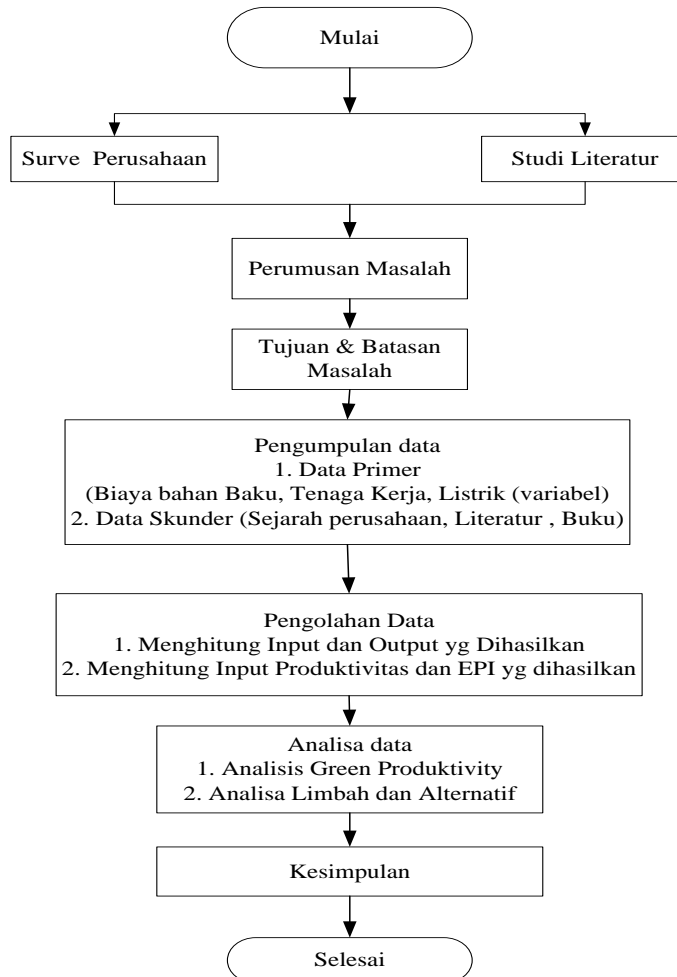 Mulai
Surve Perusahaan
Studi Literatur
Perumusan Masalah
Tujuan & Batasan
Masalah
Pengumpulan data
1. Data Primer
(Biaya bahan Baku, Tenaga Kerja, Listrik (variabel)
2. Data Skunder (Sejarah perusahaan, Literatur , Buku)
Pengolahan Data
1. Menghitung Input dan Output yg Dihasilkan
2. Menghitung Input Produktivitas dan EPI yg dihasilkan
Analisa data
1. Analisis Green Produktivity
2. Analisa Limbah dan Alternatif
Kesimpulan
Selesai